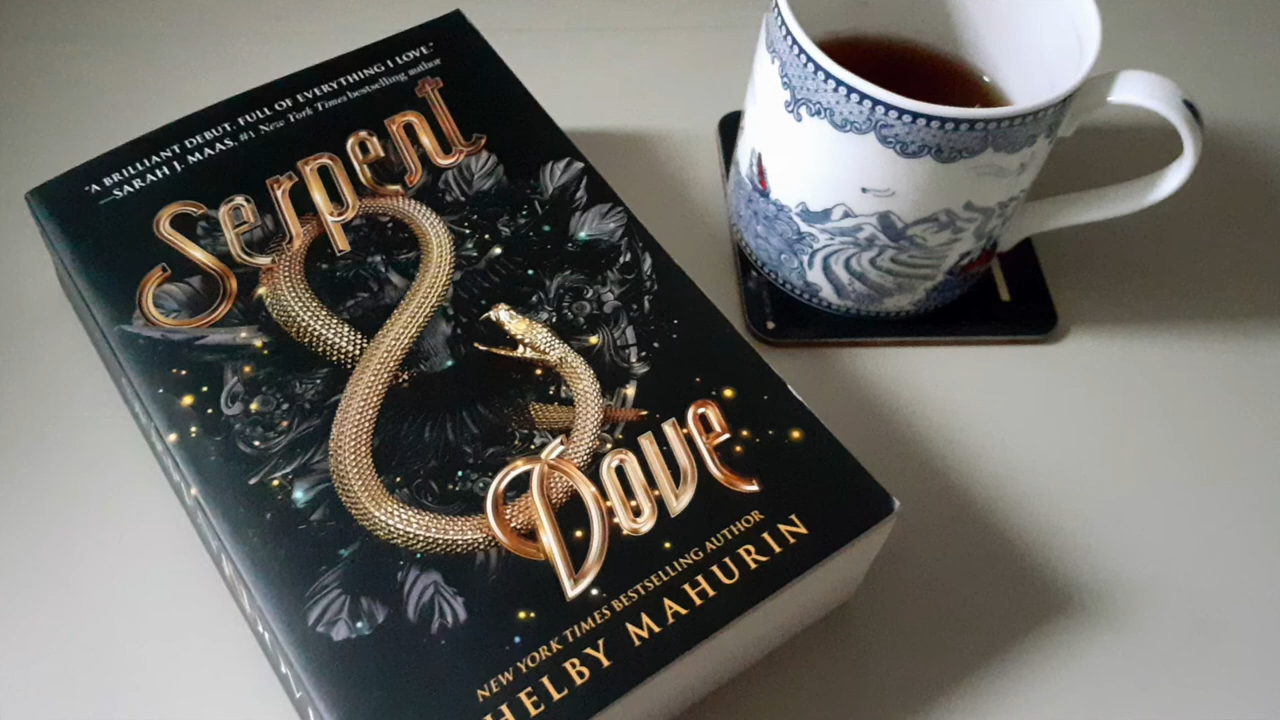 "A BRILLIANT DEBUT. FULL OF EVERYTHING I LOVE."
—SARAH J. MAAS, #1 New York Times bestselling author
Serpent
&
Dove
NEW YORK TIMES BESTSELLING AUTHOR
HELBY MAHURIN